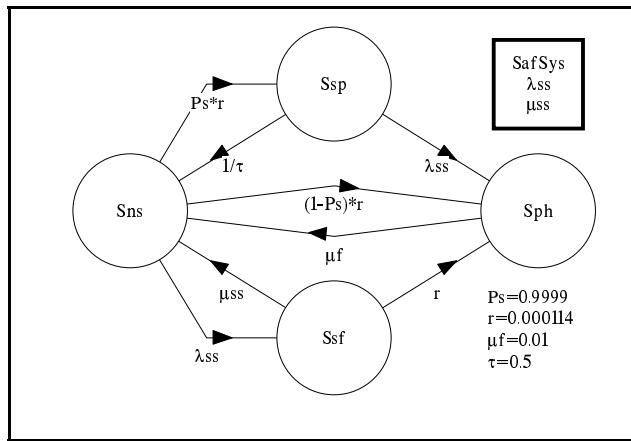 Ssp
SafSys
λss
μss
Ps*r
1/τ
λss
Sns
(1-Ps)*r
Sph
μf
μss
r
Ps=0.9999
r=0.000114
μf=0.01
τ=0.5
Ssf
λss